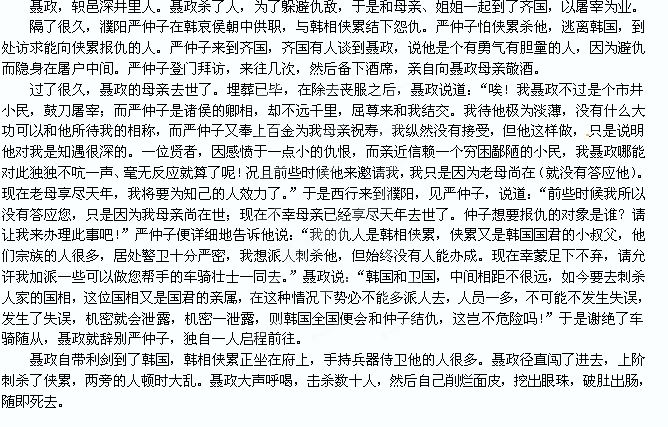 聂政，轵邑深井里人。聂政杀了人，为了躲避仇敌，于是和母亲、姐姐一起到了齐国，以屠宰为业。
隔了很久，濮阳严仲子在韩哀侯朝中供职，与韩相侠累结下怨仇。严仲子怕侠累杀他，逃离韩国，到
处访求能向侠累报仇的人。严仲子来到齐国，齐国有人谈到聂政，说他是个有勇气有胆量的人，因为避仇
而隐身在屠户中间。严仲子登门拜访，来往几次，然后备下酒席，亲自向聂政母亲敬酒。
过了很久，聂政的母亲去世了。埋葬已毕，在除去丧服之后，聂政说道：“唉！我聂政不过是个市井
小民，鼓刀屠宰；而严仲子是诸侯的卿相，却不远千里，屈尊来和我结交。我待他极为淡薄，没有什么大
功可以和他所待我的相称，而严仲子又奉上百金为我母亲祝寿，我纵然没有接受，但他这样做，只是说明
他对我是知遇很深的。一位贤者，因感愤于一点小的仇恨，而亲近信赖一个穷困鄙陋的小民，我聂政哪能
对此独独不吭一声、毫无反应就算了呢！况且前些时候他来邀请我，我只是因为老母尚在(就没有答应他)。
现在老母享尽天年，我将要为知己的人效力了。”于是西行来到濮阳，见严仲子，说道：“前些时候我所以
没有答应您，只是因为我母亲尚在世；现在不幸母亲已经享尽天年去世了。仲子想要报仇的对象是谁？请
让我来办理此事吧！”严仲子便详细地告诉他说：“我的仇人是韩相侠累，侠累又是韩国国君的小叔父，他
们宗族的人很多，居处警卫十分严密，我想派人刺杀他，但始终没有人能办成。现在幸蒙足下不弃，请允
许我加派一些可以做您帮手的车骑壮士一同去。”聂政说：“韩国和卫国，中间相距不很远，如今要去刺杀
人家的国相，这位国相又是国君的亲属，在这种情况下势必不能多派人去，人员一多，不可能不发生失误，
发生了失误，机密就会泄露，机密一泄露，则韩国全国便会和仲子结仇，这岂不危险吗！”于是谢绝了车
骑随从，聂政就辞别严仲子，独自一人启程前往。
聂政自带利剑到了韩国，韩相侠累正坐在府上，手持兵器侍卫他的人很多。聂政径直闯了进去，上阶
刺杀了侠累，两旁的人顿时大乱。聂政大声呼喝，击杀数十人，然后自己削烂面皮，挖出眼珠，破肚出肠，
随即死去。